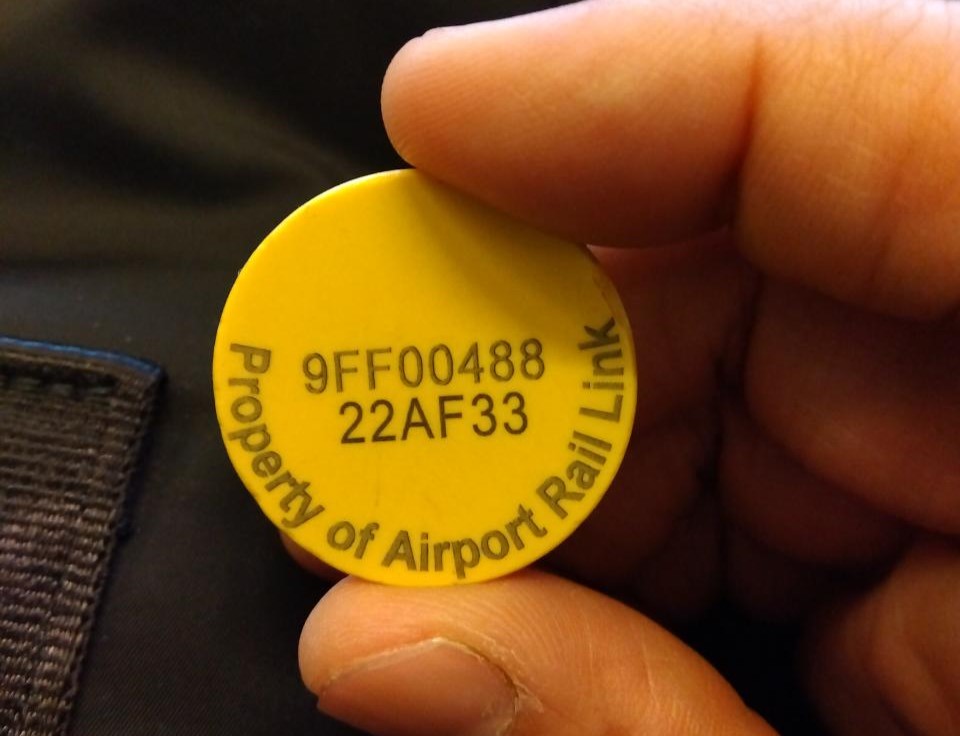 9FF00488
22AF33
Property of Airport Rail Link